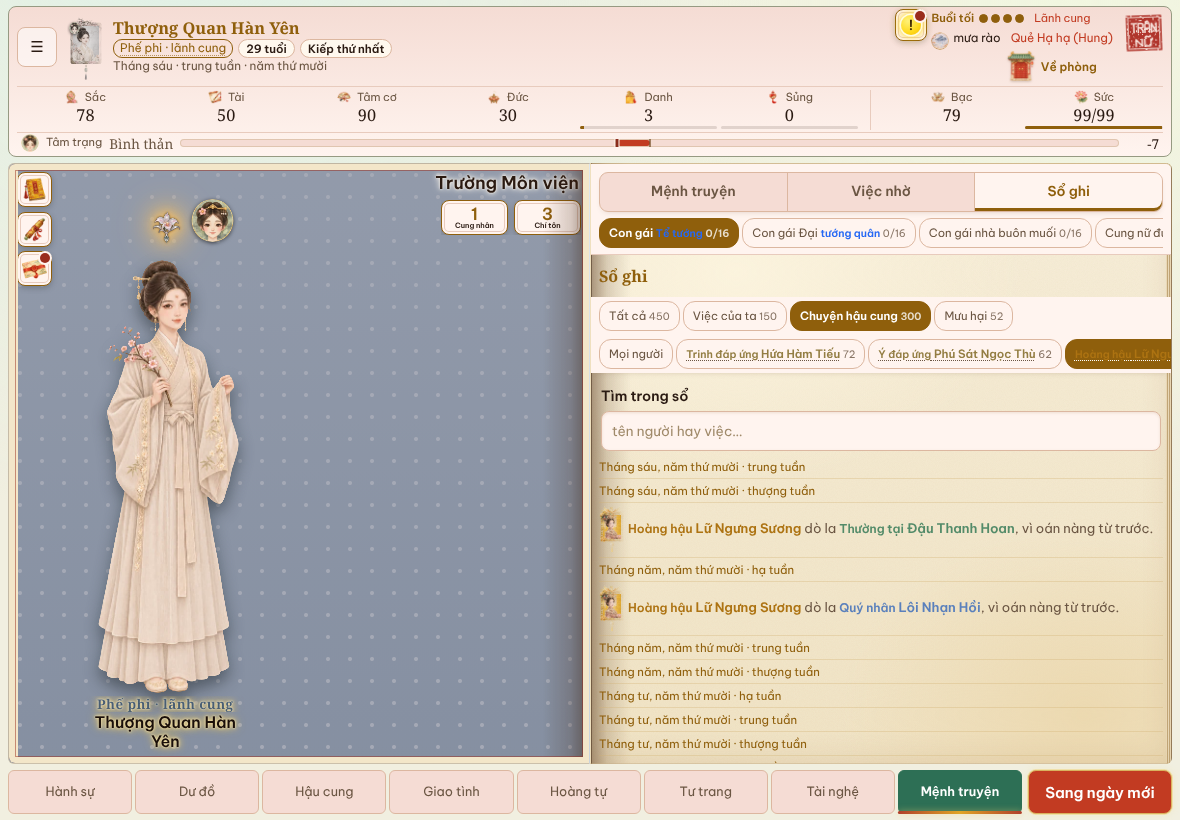 ☰
Thượng Quan Hàn Yên
Phế phi · lãnh cung 29 tuổi Kiếp thứ nhất
Tháng sáu · trung tuần · năm thứ mười
Buổi tối Lãnh cung
mưa rào Quẻ Hạ hạ (Hung)
Về phòng
Sắc Tài Tâm cơ Đức Danh Sủng Bạc Sức
78 50 90 30 3 0 79 99/99
Tâm trạng Bình thản -7
Trường Môn viện
1 Cung nhân
3 Chí tôn
Phế phi · lãnh cung
Thượng Quan Hàn
Yên
Mệnh truyện Việc nhờ Sổ ghi
Con gái Tể tướng 0/16 Con gái Đại tướng quân 0/16 Con gái nhà buôn muối 0/16 Cung nữ
Sổ ghi
Tất cả 450 Việc của ta 150 Chuyện hậu cung 300 Mưu hại 52
Mọi người Trinh đáp ứng Hứa Hàm Tiếu 72 Ý đáp ứng Phú Sát Ngọc Thù 62 Hoàng hậu Lữ
Tìm trong sổ
tên người hay việc...
Tháng sáu, năm thứ mười · trung tuần
Tháng sáu, năm thứ mười · thượng tuần
Hoàng hậu Lữ Ngưng Sương dò la Thường tại Đậu Thanh Hoan, vì oán nàng từ trước.
Tháng năm, năm thứ mười · hạ tuần
Hoàng hậu Lữ Ngưng Sương dò la Quý nhân Lôi Nhạn Hồi, vì oán nàng từ trước.
Tháng năm, năm thứ mười · trung tuần
Tháng năm, năm thứ mười · thượng tuần
Tháng tư, năm thứ mười · hạ tuần
Tháng tư, năm thứ mười · trung tuần
Tháng tư, năm thứ mười · thượng tuần
Hành sự Dư đồ Hậu cung Giao tình Hoàng tự Tư trang Tài nghệ Mệnh truyện Sang ngày mới